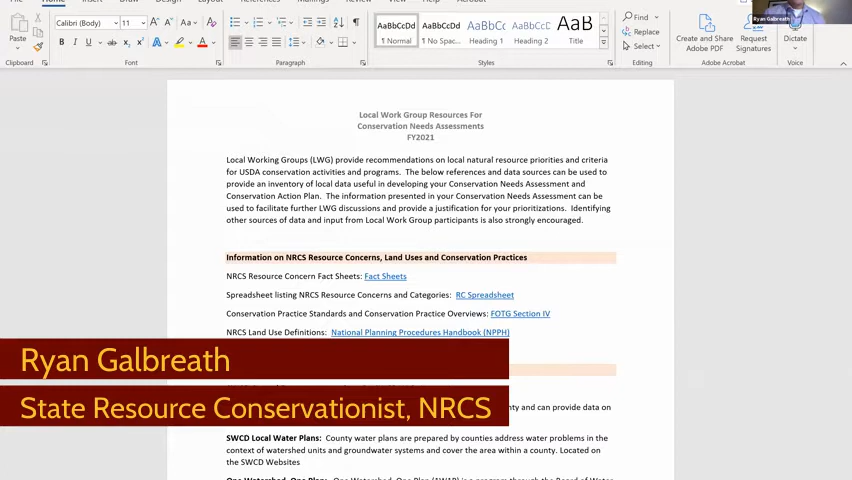 Ryan Galbreath
Calibri (Body) 11
Paste
Clipboard
Font
Paragraph
AaBbCcDd AaBbCcDd AaBbCc AaBbCcD AaB
¶ Normal ¶ No Spac... Heading 1 Heading 2 Title
Styles
Find
Replace
Select
Editing
Create and Share Adobe PDF
Request Signatures
Adobe Acrobat
Dictate
Voice
Local Work Group Resources For
Conservation Needs Assessments
FY2021
Local Working Groups (LWG) provide recommendations on local natural resource priorities and criteria
for USDA conservation activities and programs. The below references and data sources can be used to
provide an inventory of local data useful in developing your Conservation Needs Assessment and
Conservation Action Plan. The information presented in your Conservation Needs Assessment can be
used to facilitate further LWG discussions and provide a justification for your prioritizations. Identifying
other sources of data and input from Local Work Group participants is also strongly encouraged.
Information on NRCS Resource Concerns, Land Uses and Conservation Practices
NRCS Resource Concern Fact Sheets: Fact Sheets
Spreadsheet listing NRCS Resource Concerns and Categories: RC Spreadsheet
Conservation Practice Standards and Conservation Practice Overviews: FOTG Section IV
NRCS Land Use Definitions: National Planning Procedures Handbook (NPPH)
Ryan Galbreath
State Resource Conservationist, NRCS
and can provide data on
SWCD Local Water Plans: County water plans are prepared by counties address water problems in the
context of watershed units and groundwater systems and cover the area within a county. Located on
the SWCD Websites